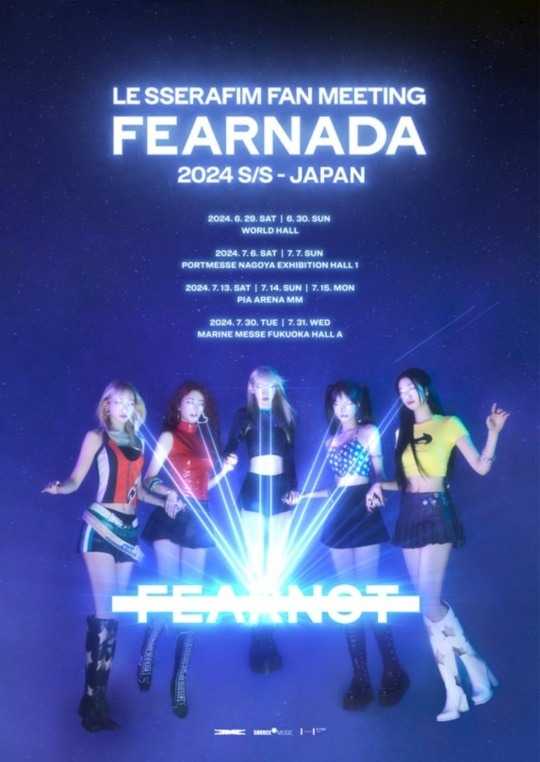 LE SSERAFIM FAN MEETING
FEARNADA
2024 S/S - JAPAN
2024. 6. 29. SAT | 6. 30. SUN
WORLD HALL
2024. 7. 6. SAT | 7. 7. SUN
PORTMESSE NAGOYA EXHIBITION HALL 1
2024. 7. 13. SAT | 7. 14. SUN | 7. 15. MON
PIA ARENA MM
2024. 7. 30. TUE | 7. 31. WED
MARINE MESSE FUKUOKA HALL A
FEARNOT
SOURCE MUSIC